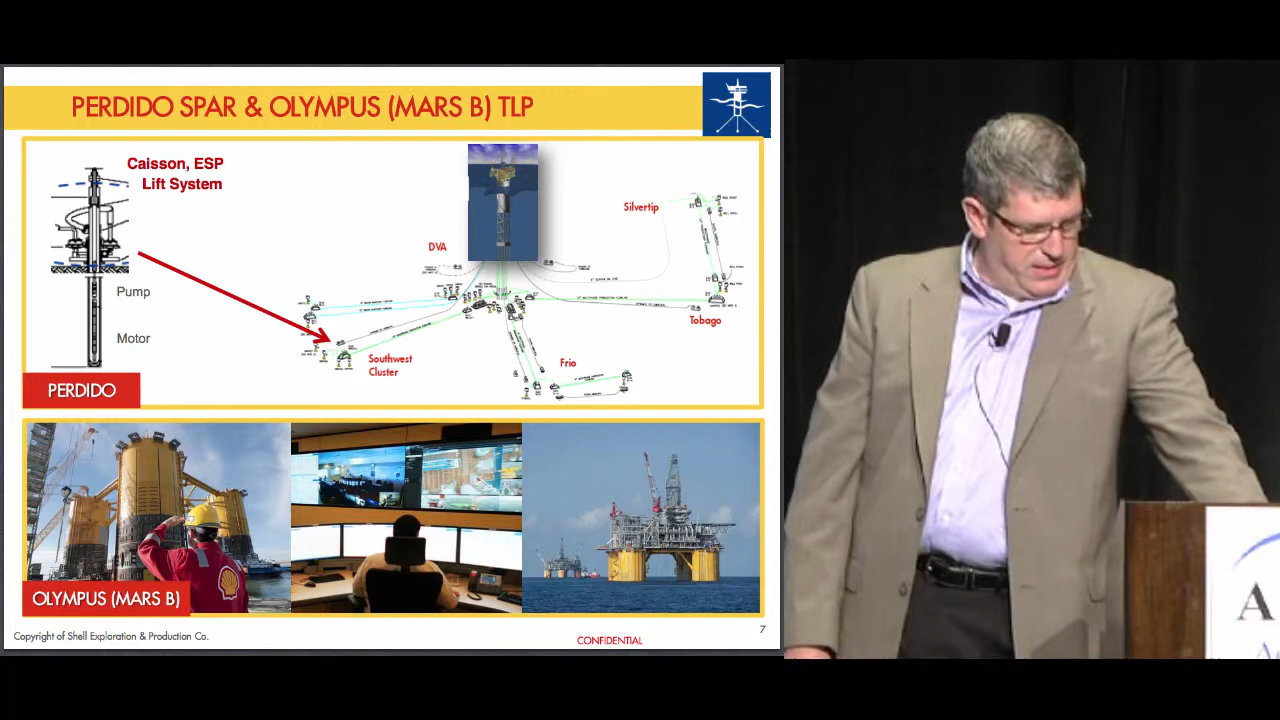 PERDIDO SPAR & OLYMPUS (MARS B) TLP
Caisson, ESP
Lift System
Pump
Motor
PERDIDO
DVA
Silvertip
Tobago
Southwest
Cluster
Frio
OLYMPUS (MARS B)
Copyright of Shell Exploration & Production Co.
CONFIDENTIAL
7
A